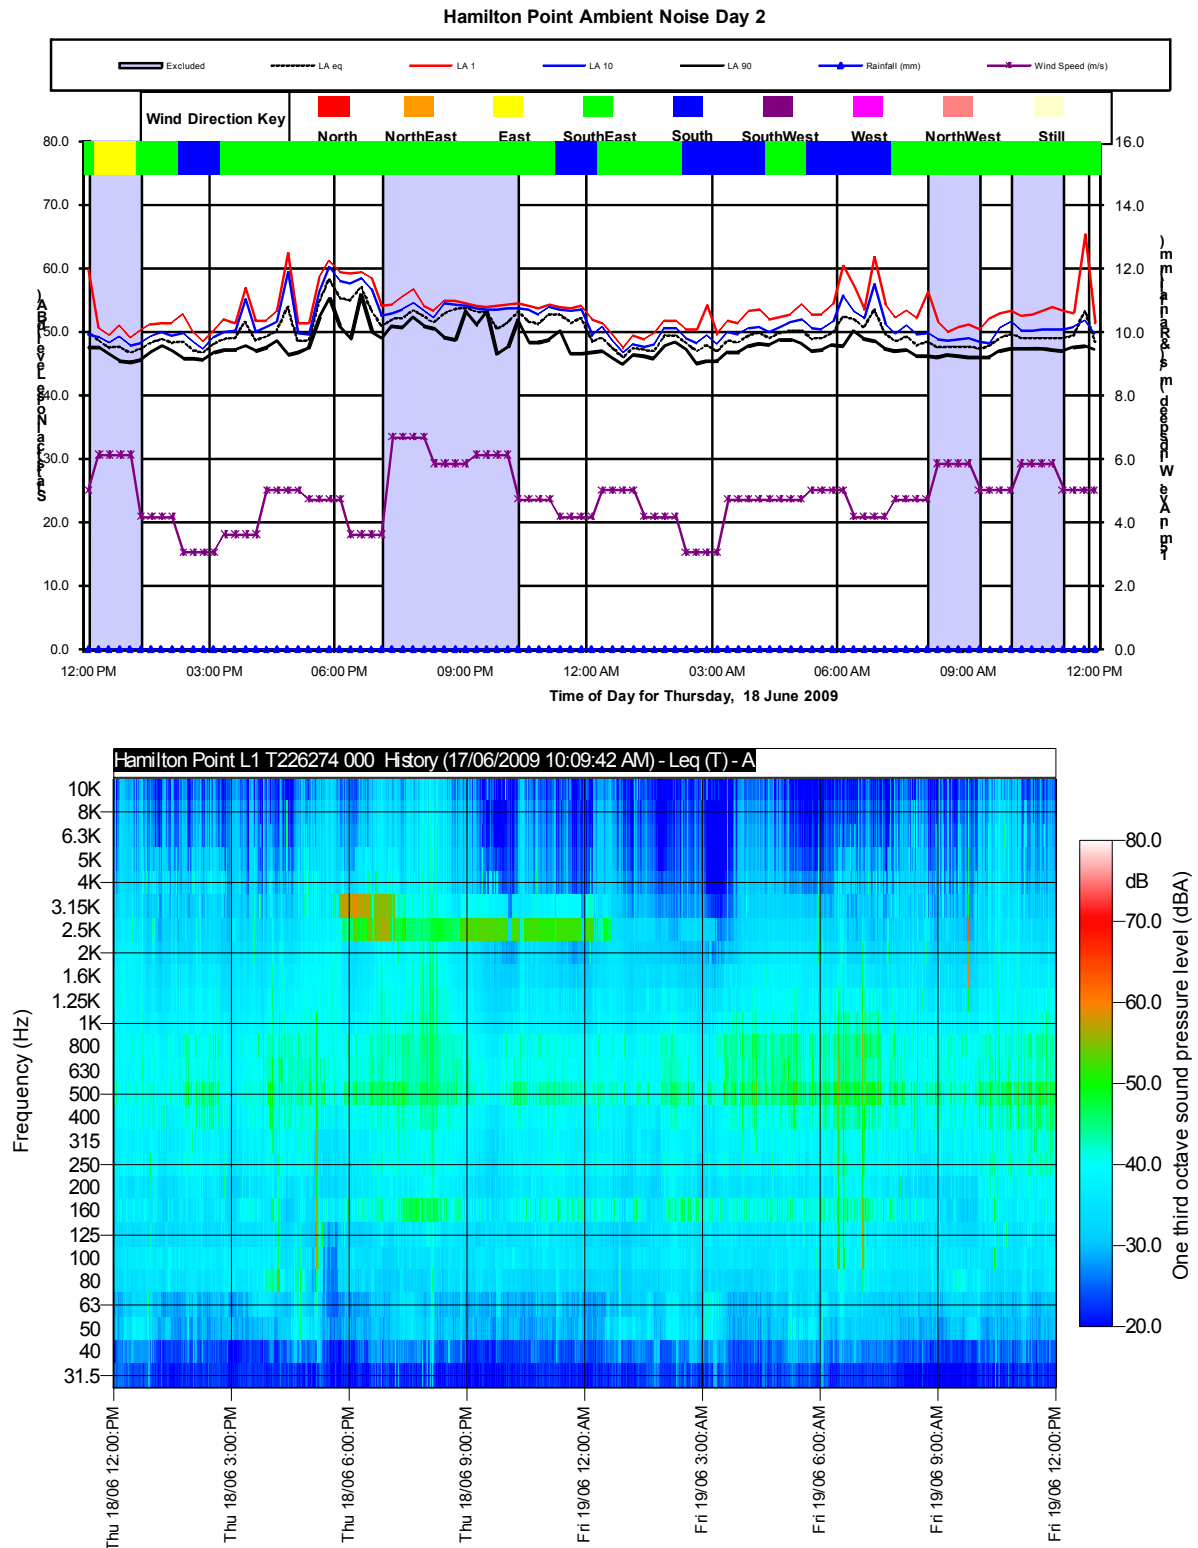 Hamilton Point Ambient Noise Day 2
Excluded LA eq LA 1 LA 10 LA 90 Rainfall (mm) Wind Speed (m/s)
Wind Direction Key
North NorthEast East SouthEast South SouthWest West NorthWest Still
80.0 16.0
70.0 14.0
60.0 12.0
50.0 10.0
40.0 8.0
30.0 6.0
20.0 4.0
10.0 2.0
0.0 0.0
12:00 PM 03:00 PM 06:00 PM 09:00 PM 12:00 AM 03:00 AM 06:00 AM 09:00 AM 12:00 PM
Time of Day for Thursday, 18 June 2009
Hamilton Point L1 T226274 000 History (17/06/2009 10:09:42 AM) - Leq (T) - A
Frequency (Hz)
10K
8K
6.3K
5K
4K
3.15K
2.5K
2K
1.6K
1.25K
1K
800
630
500
400
315
250
200
160
125
100
80
63
50
40
31.5
80.0
dB
70.0
60.0
50.0
40.0
30.0
20.0
One third octave sound pressure level (dBA)
Thu 18/06 12:00:PM
Thu 18/06 3:00:PM
Thu 18/06 6:00:PM
Thu 18/06 9:00:PM
Fri 19/06 12:00:AM
Fri 19/06 3:00:AM
Fri 19/06 6:00:AM
Fri 19/06 9:00:AM
Fri 19/06 12:00:PM